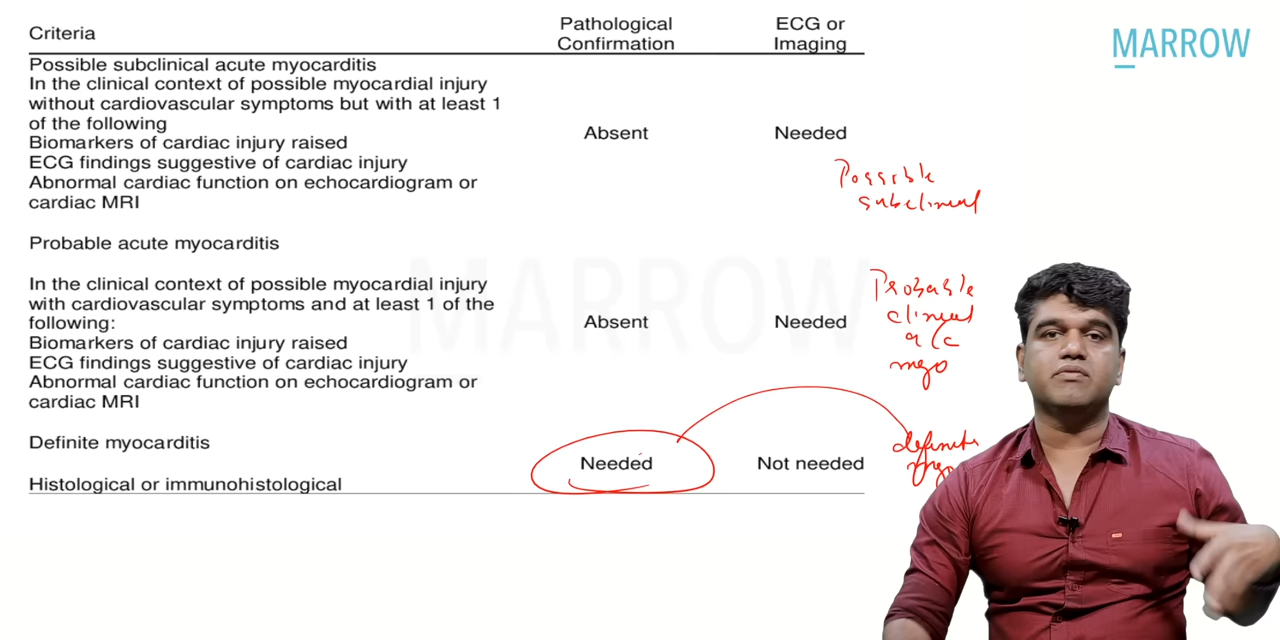 Criteria
Pathological
Confirmation
ECG or
Imaging
MARROW
Possible subclinical acute myocarditis
In the clinical context of possible myocardial injury
without cardiovascular symptoms but with at least 1
of the following
Biomarkers of cardiac injury raised
ECG findings suggestive of cardiac injury
Abnormal cardiac function on echocardiogram or
cardiac MRI
Absent
Needed
Possible
subclinical
Probable acute myocarditis
In the clinical context of possible myocardial injury
with cardiovascular symptoms and at least 1 of the
following:
Biomarkers of cardiac injury raised
ECG findings suggestive of cardiac injury
Abnormal cardiac function on echocardiogram or
cardiac MRI
Absent
Needed
Probable
clinical
a/c
myo
MARROW
Definite myocarditis
Histological or immunohistological
Needed
Not needed
definite
myo